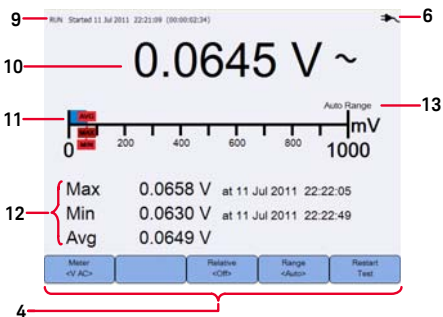 9 RUN Started 11 Jul 2011 22:21:09 (00:00:02:34) 6
10 0.0645 V ~
Auto Range 13
11 AVG
MAX
MIN
mV
0 200 400 600 800 1000
Max 0.0658 V at 11 Jul 2011 22:22:05
12 Min 0.0630 V at 11 Jul 2011 22:22:49
Avg 0.0649 V
Meter Relative Range Restart
<V AC> <Off> <Auto> Test
4